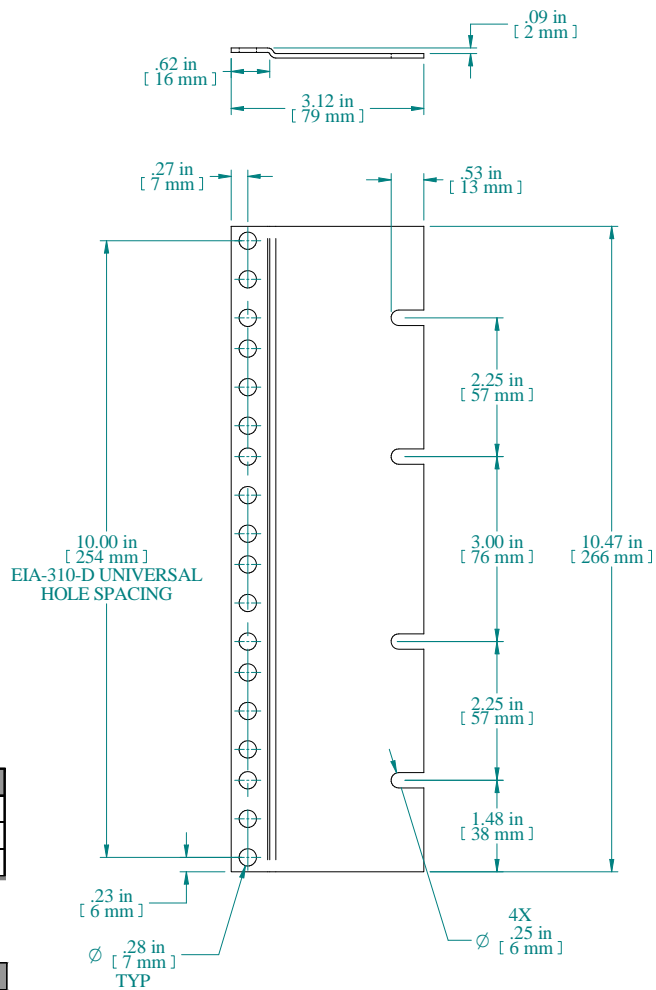 .09 in
[ 2 mm ]
.62 in
[ 16 mm ]
3.12 in
[ 79 mm ]
.27 in
[ 7 mm ]
.53 in
[ 13 mm ]
2.25 in
[ 57 mm ]
10.00 in
[ 254 mm ]
EIA-310-D UNIVERSAL
HOLE SPACING
3.00 in
[ 76 mm ]
10.47 in
[ 266 mm ]
2.25 in
[ 57 mm ]
1.48 in
[ 38 mm ]
.23 in
[ 6 mm ]
4X
Ø .25 in
[ 6 mm ]
Ø .28 in
[ 7 mm ]
TYP